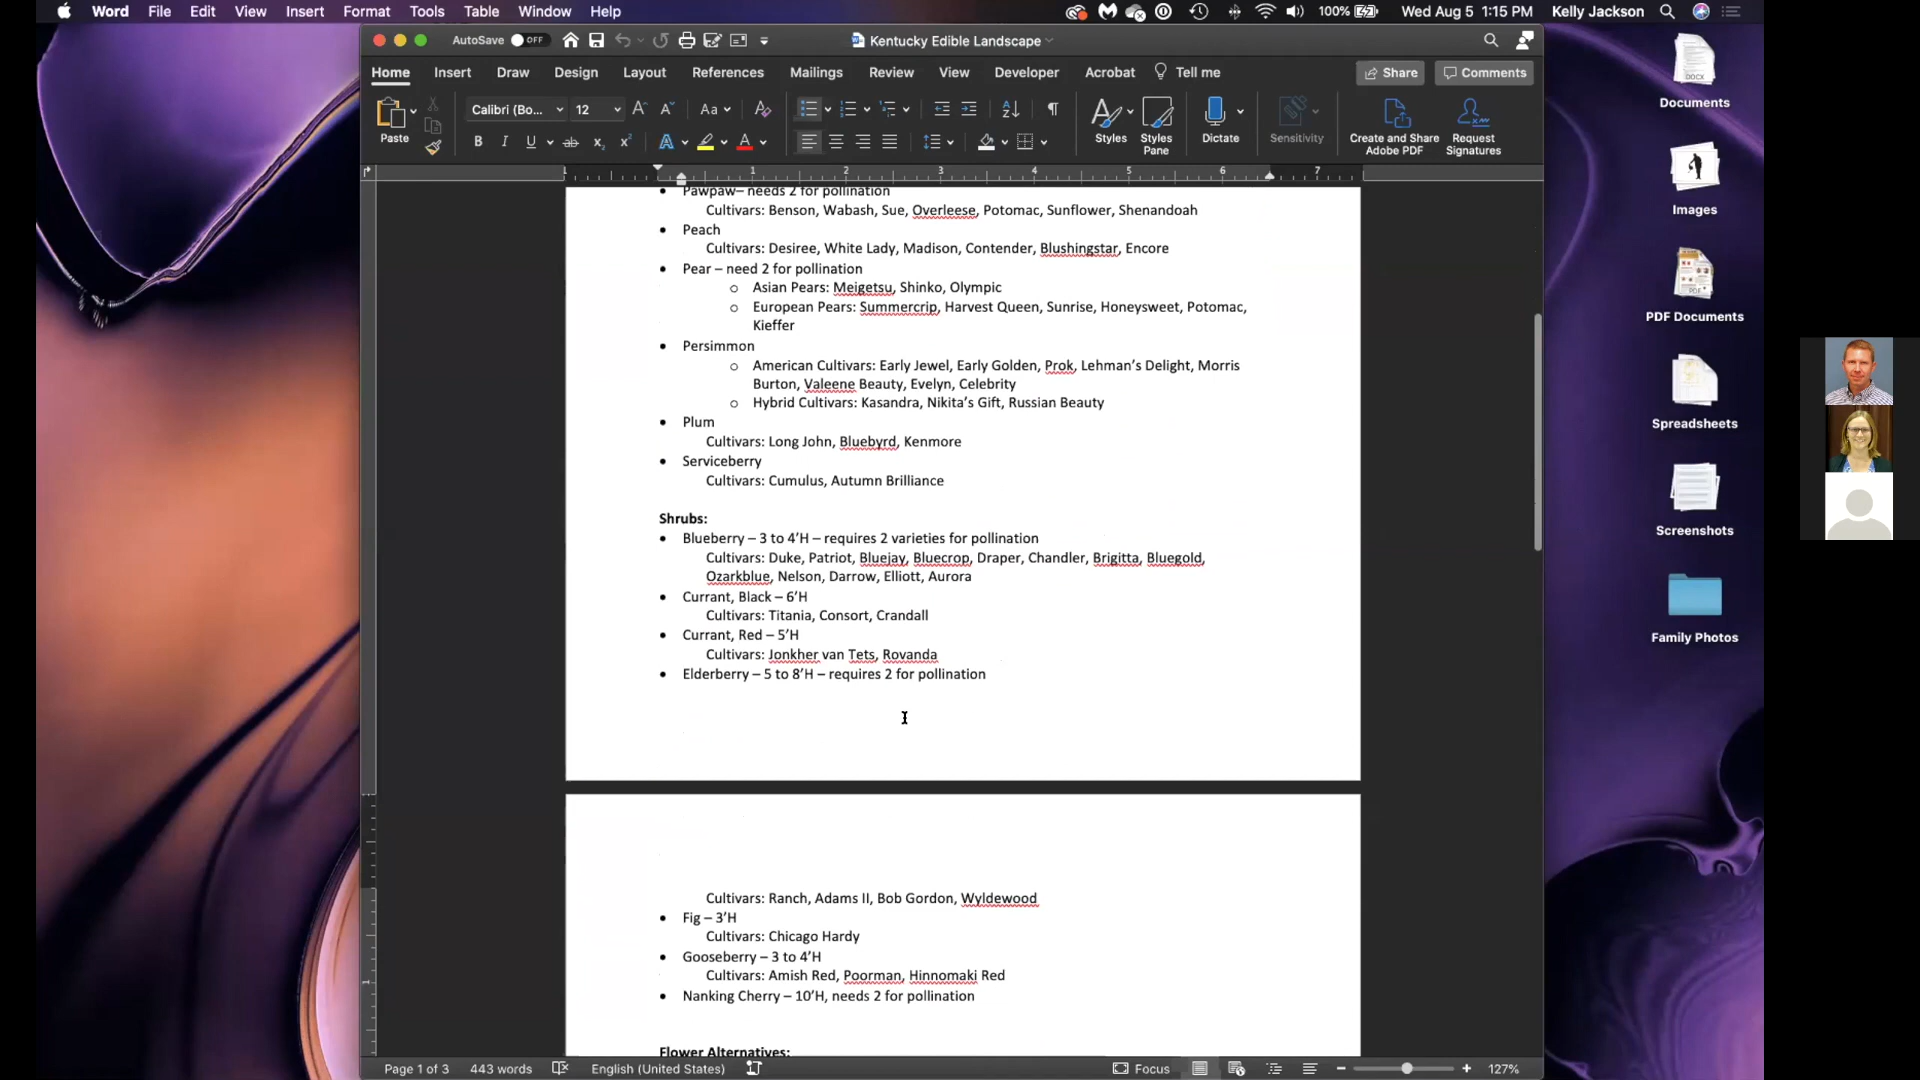 Word File Edit View Insert Format Tools Table Window Help 100% Wed Aug 5 1:15 PM Kelly Jackson
AutoSave OFF Kentucky Edible Landscape
Home Insert Draw Design Layout References Mailings Review View Developer Acrobat Tell me Share Comments
Paste Calibri (Bo... 12 Aa Styles Styles Pane Dictate Sensitivity Create and Share Adobe PDF Request Signatures
1 1 2 3 4 5 6 7
• Pawpaw– needs 2 for pollination
Cultivars: Benson, Wabash, Sue, Overleese, Potomac, Sunflower, Shenandoah
• Peach
Cultivars: Desiree, White Lady, Madison, Contender, Blushingstar, Encore
• Pear – need 2 for pollination
o Asian Pears: Meigetsu, Shinko, Olympic
o European Pears: Summercrip, Harvest Queen, Sunrise, Honeysweet, Potomac,
Kieffer
• Persimmon
o American Cultivars: Early Jewel, Early Golden, Prok, Lehman’s Delight, Morris
Burton, Valeene Beauty, Evelyn, Celebrity
o Hybrid Cultivars: Kasandra, Nikita’s Gift, Russian Beauty
• Plum
Cultivars: Long John, Bluebyrd, Kenmore
• Serviceberry
Cultivars: Cumulus, Autumn Brilliance
Shrubs:
• Blueberry – 3 to 4’H – requires 2 varieties for pollination
Cultivars: Duke, Patriot, Bluejay, Bluecrop, Draper, Chandler, Brigitta, Bluegold,
Ozarkblue, Nelson, Darrow, Elliott, Aurora
• Currant, Black – 6’H
Cultivars: Titania, Consort, Crandall
• Currant, Red – 5’H
Cultivars: Jonkher van Tets, Rovanda
• Elderberry – 5 to 8’H – requires 2 for pollination
Cultivars: Ranch, Adams II, Bob Gordon, Wyldewood
• Fig – 3’H
Cultivars: Chicago Hardy
• Gooseberry – 3 to 4’H
Cultivars: Amish Red, Poorman, Hinnomaki Red
• Nanking Cherry – 10’H, needs 2 for pollination
Flower Alternatives:
Page 1 of 3 443 words English (United States) Focus 127%
DOCX
Documents
Images
PDF
PDF Documents
Spreadsheets
Screenshots
Family Photos